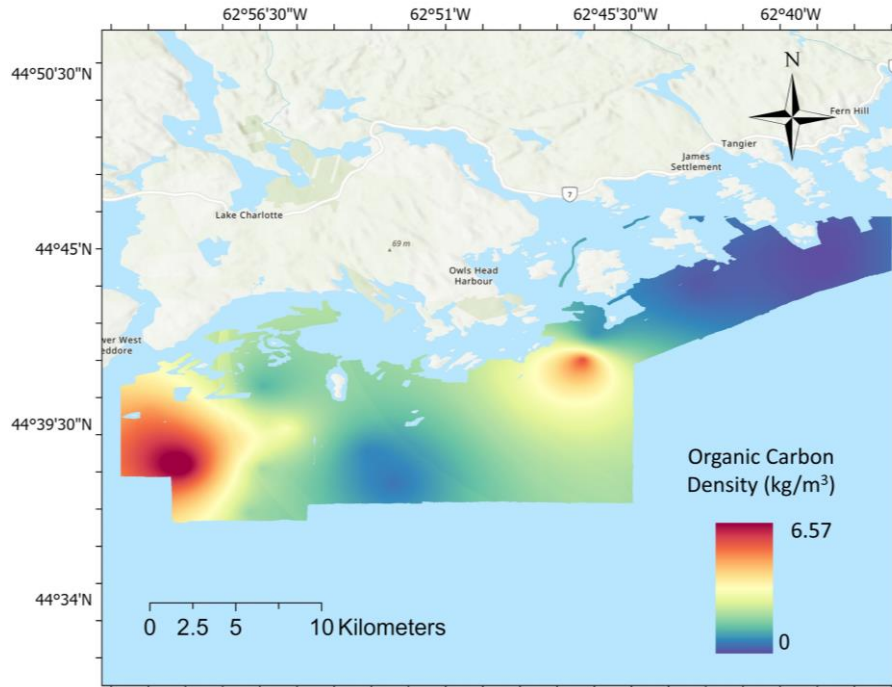 62°56'30"W 62°51'W 62°45'30"W 62°40'W
44°50'30"N
N
Fern Hill
Tangier
James
Settlement
7
Lake Charlotte
44°45'N
69 m
Owls Head
Harbour
wer West
eddore
44°39'30"N
Organic Carbon
Density (kg/m³)
6.57
0
44°34'N
0 2.5 5 10 Kilometers